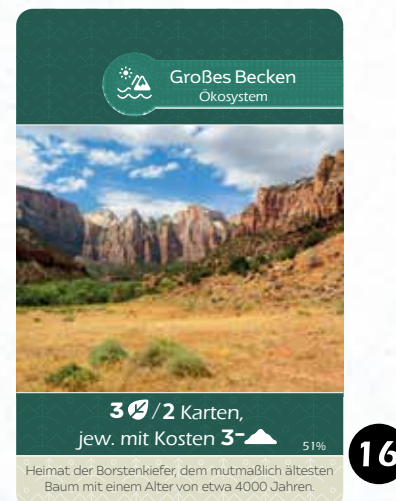 Großes Becken
Ökosystem
3 / 2 Karten,
jew. mit Kosten 3-
51%
16
Heimat der Borstenkiefer, dem mutmaßlich ältesten
Baum mit einem Alter von etwa 4000 Jahren.